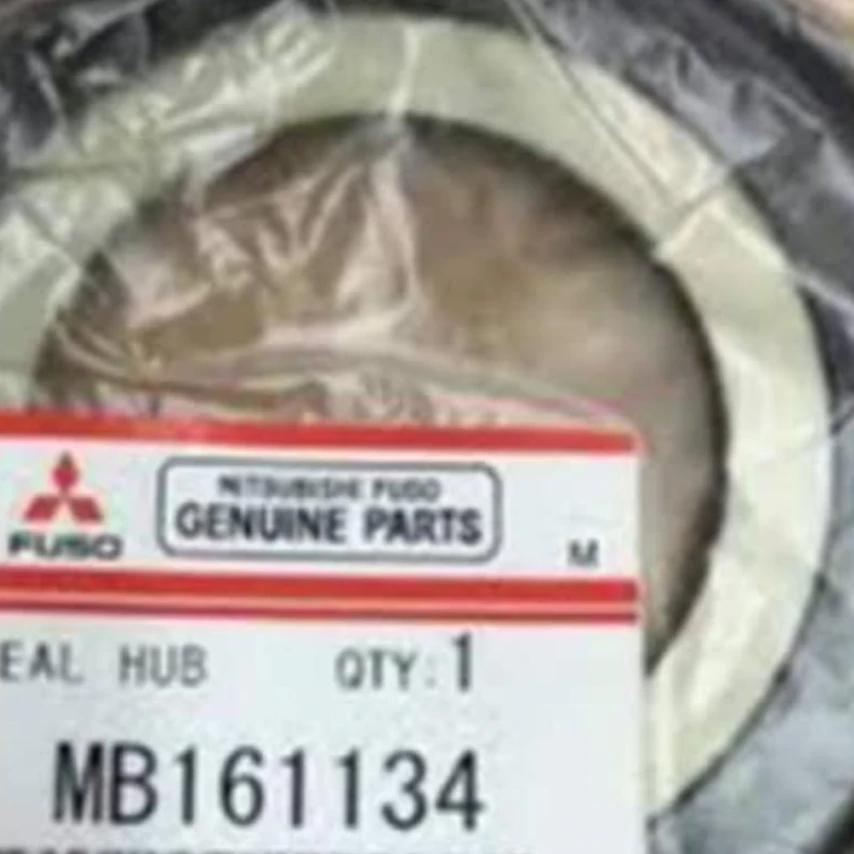 MITSUBISHI FUSO
GENUINE PARTS
FUSO
M
EAL HUB QTY:1
MB161134